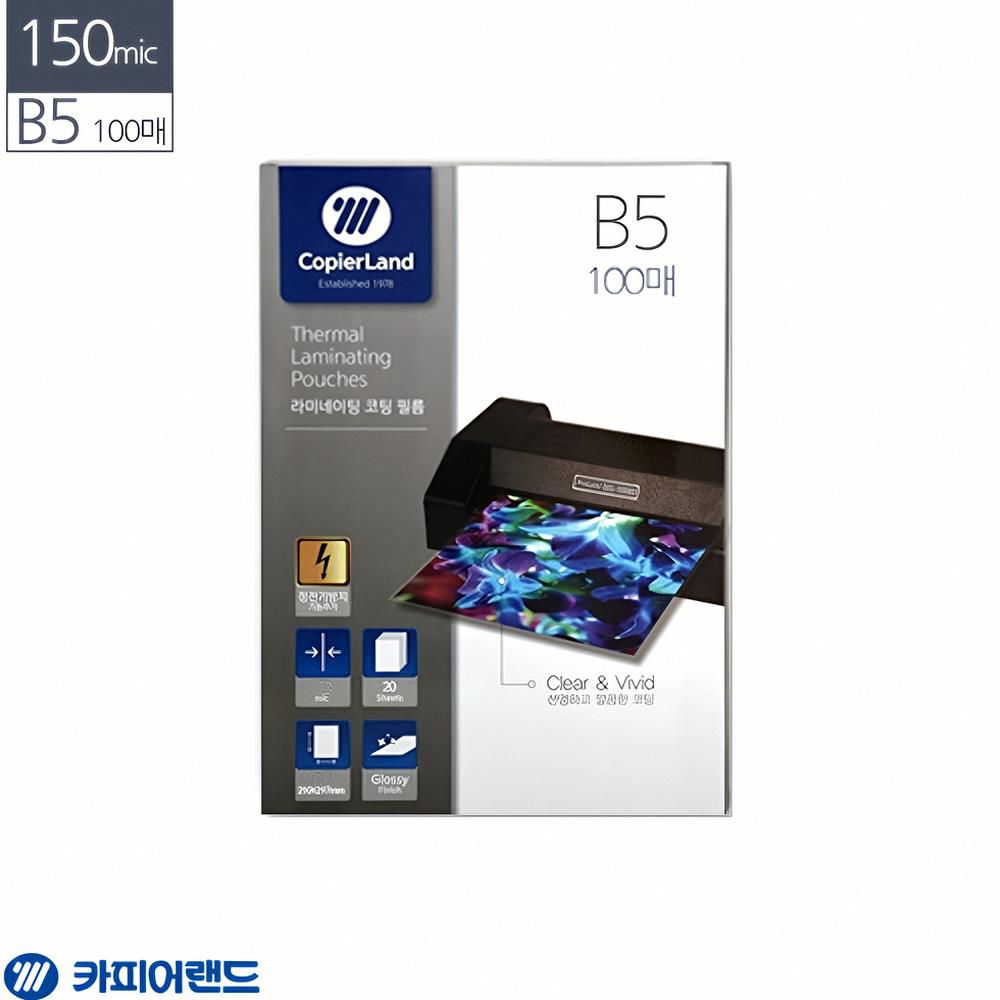 150mic
B5 100매
CopierLand
Established 1978
B5
100매
Thermal
Laminating
Pouches
라미네이팅 코팅 필름
Clear & Vivid
20
Glossy
카피어랜드